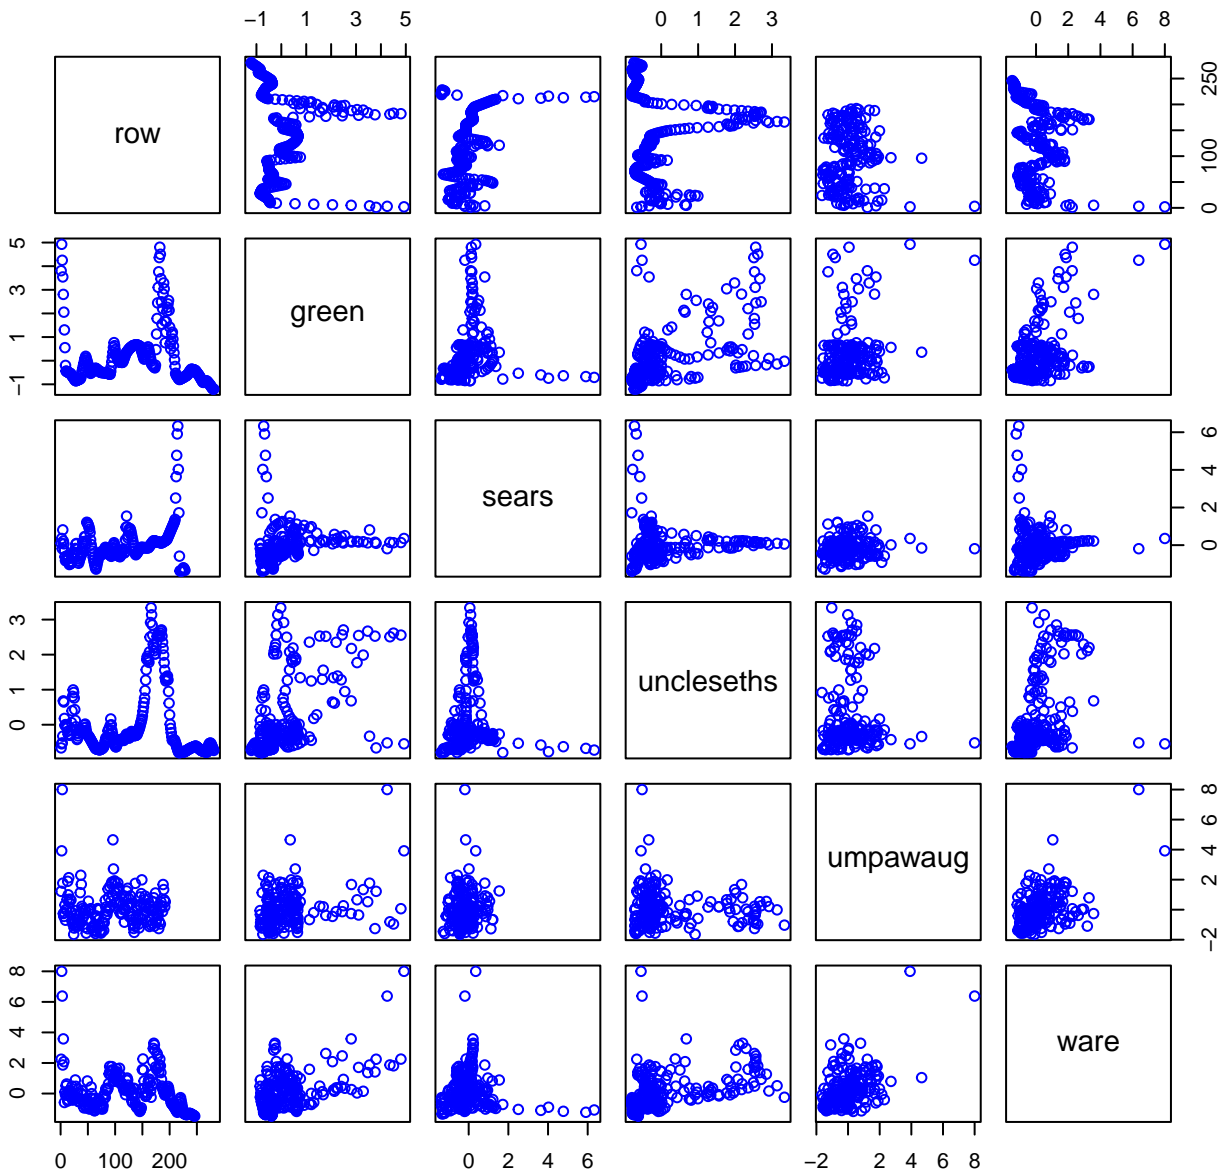 −1 1 3 5 0 1 2 3 0 2 4 6 8
row 0 100 250
−1 1 3 5 green
sears 0 2 4 6
0 1 2 3 uncleseths
umpawaug −2 2 4 6 8
0 2 4 6 8 ware
0 100 200 0 2 4 6 −2 2 4 6 8